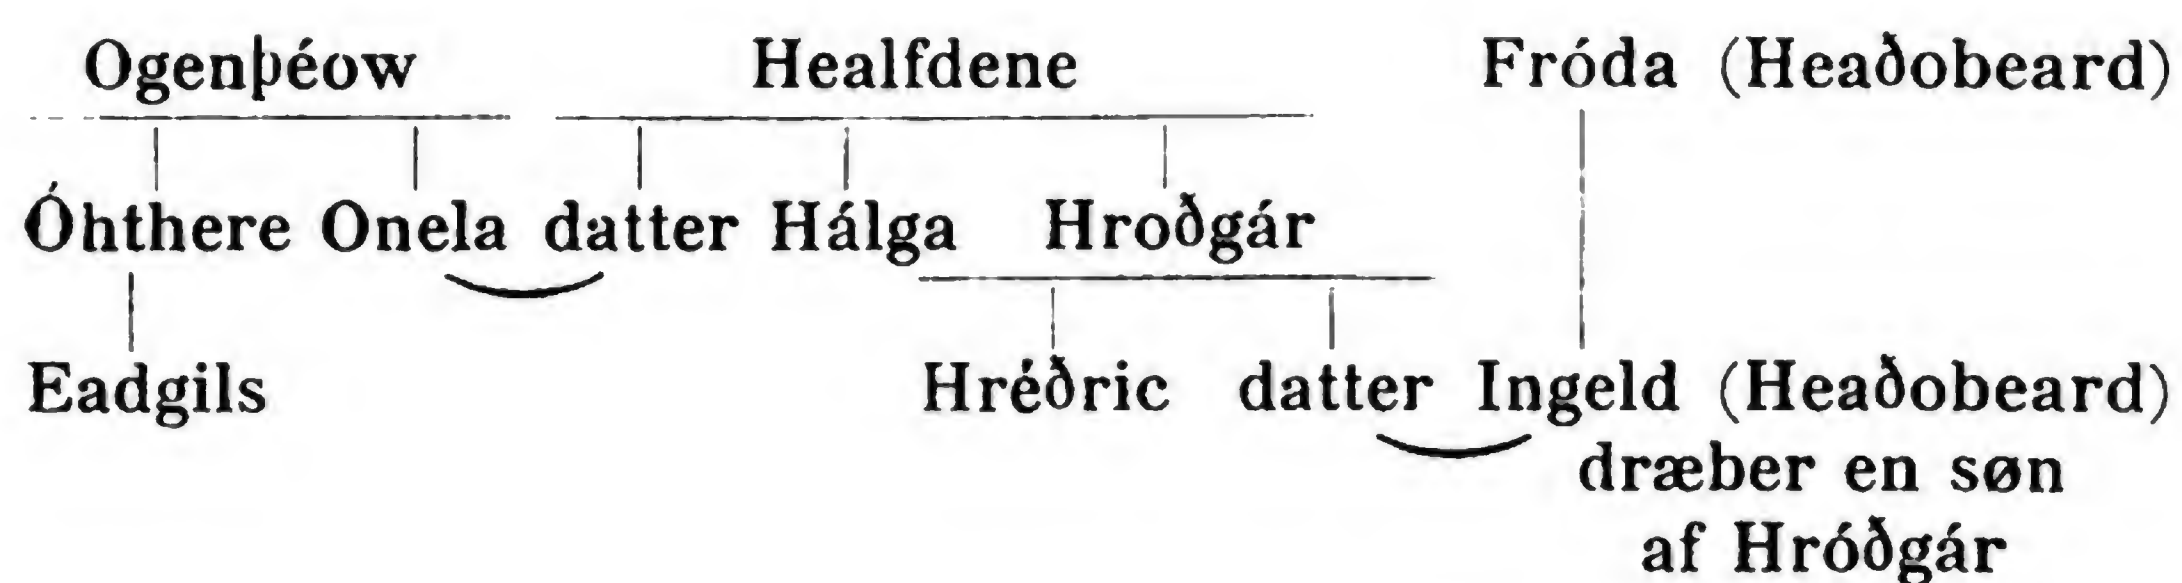 Ogenþéow Healfdene Fróda (Heaðobeard)
Óhthere Onela datter Hálga Hroðgár
Eadgils Hréðric datter Ingeld (Heaðobeard)
dræber en søn
af Hróðgár